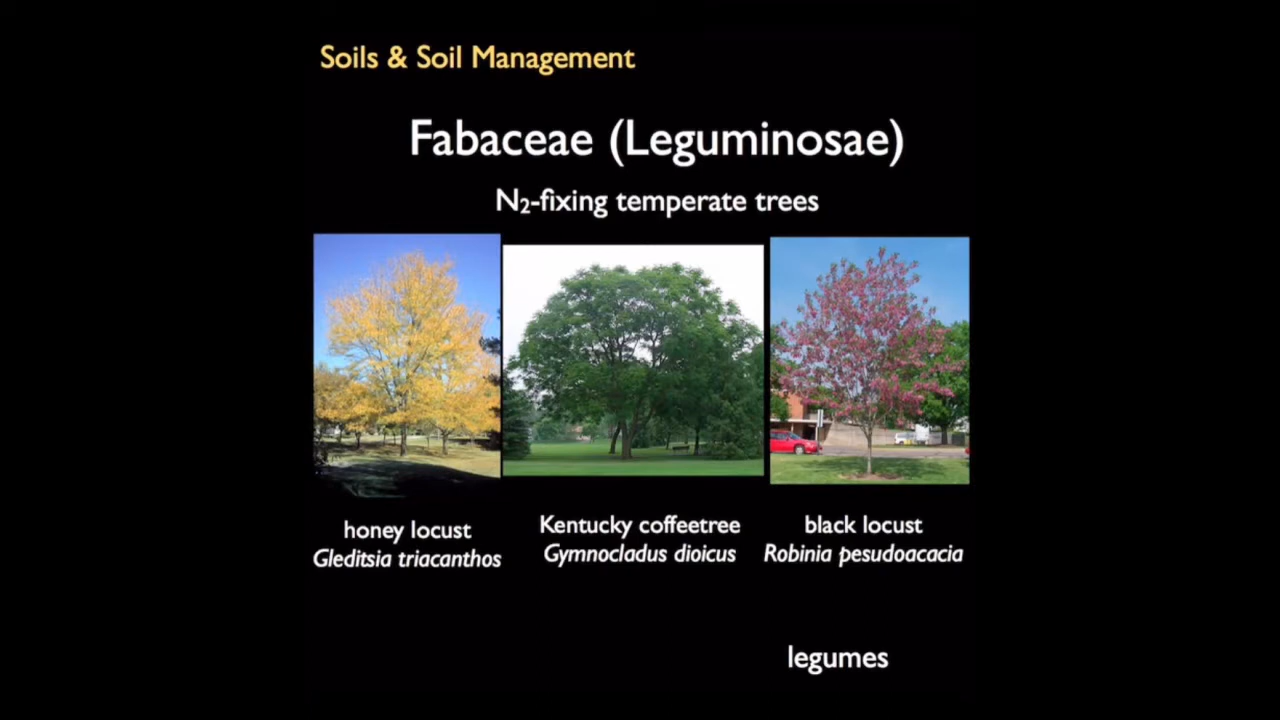 Soils & Soil Management
Fabaceae (Leguminosae)
N₂-fixing temperate trees
honey locust
Gleditsia triacanthos
Kentucky coffeetree
Gymnocladus dioicus
black locust
Robinia pesudoacacia
legumes